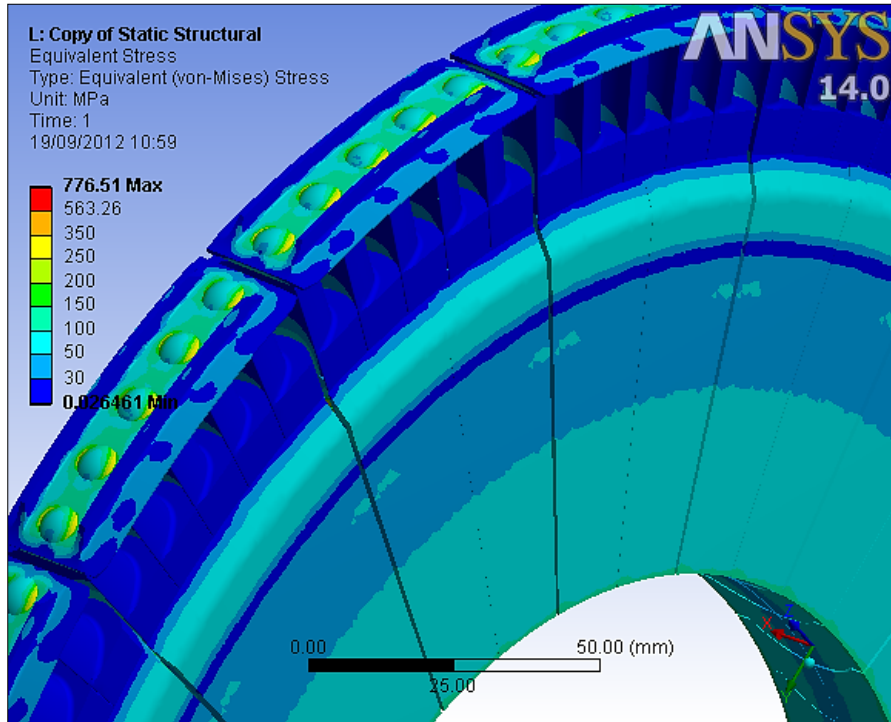 L: Copy of Static Structural
Equivalent Stress
Type: Equivalent (von-Mises) Stress
Unit: MPa
Time: 1
19/09/2012 10:59
ANSYS
14.0
776.51 Max
563.26
350
250
200
150
100
50
30
0.026461 Min
X
Z
0.00
50.00 (mm)
25.00